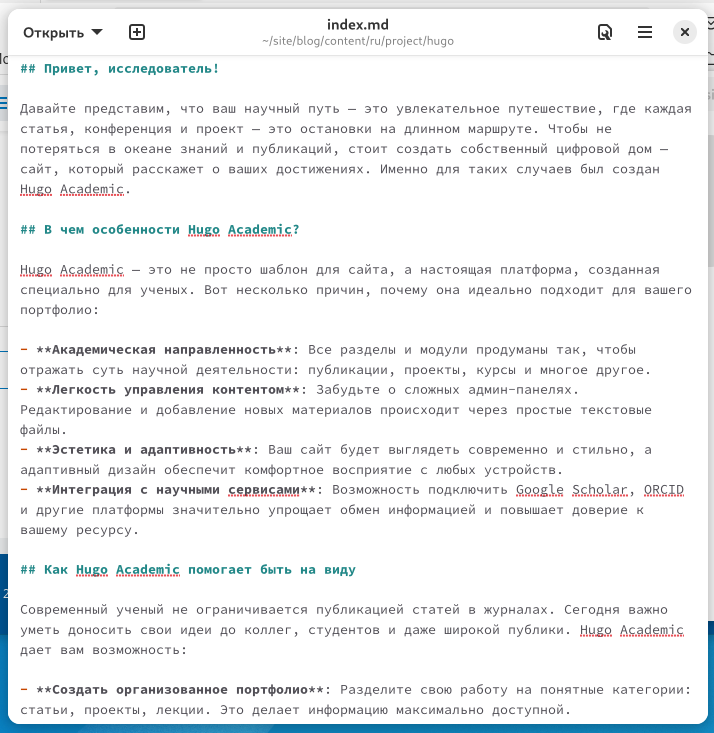 Открыть
index.md
~/site/blog/content/ru/project/hugo
## Привет, исследователь!
Давайте представим, что ваш научный путь — это увлекательное путешествие, где каждая
статья, конференция и проект — это остановки на длинном маршруте. Чтобы не
потеряться в океане знаний и публикаций, стоит создать собственный цифровой дом —
сайт, который расскажет о ваших достижениях. Именно для таких случаев был создан
Hugo Academic.
## В чем особенности Hugo Academic?
Hugo Academic — это не просто шаблон для сайта, а настоящая платформа, созданная
специально для ученых. Вот несколько причин, почему она идеально подходит для вашего
портфолио:
- **Академическая направленность**: Все разделы и модули продуманы так, чтобы
отражать суть научной деятельности: публикации, проекты, курсы и многое другое.
- **Легкость управления контентом**: Забудьте о сложных админ-панелях.
Редактирование и добавление новых материалов происходит через простые текстовые
файлы.
- **Эстетика и адаптивность**: Ваш сайт будет выглядеть современно и стильно, а
адаптивный дизайн обеспечит комфортное восприятие с любых устройств.
- **Интеграция с научными сервисами**: Возможность подключить Google Scholar, ORCID
и другие платформы значительно упрощает обмен информацией и повышает доверие к
вашему ресурсу.
## Как Hugo Academic помогает быть на виду
Современный ученый не ограничивается публикацией статей в журналах. Сегодня важно
уметь доносить свои идеи до коллег, студентов и даже широкой публики. Hugo Academic
дает вам возможность:
- **Создать организованное портфолио**: Разделите свою работу на понятные категории:
статьи, проекты, лекции. Это делает информацию максимально доступной.